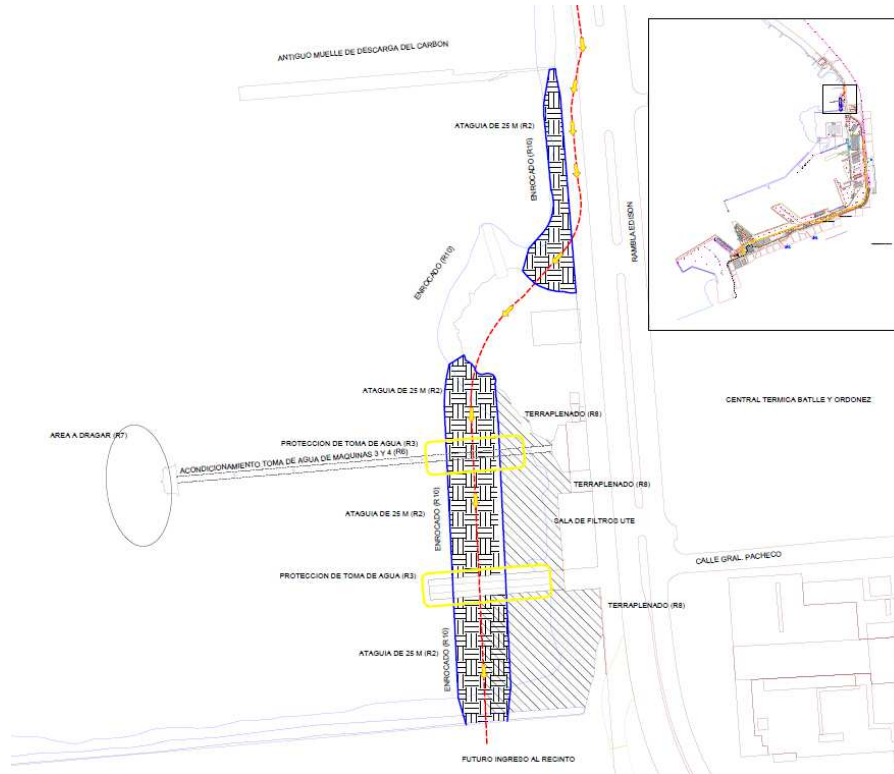 ANTIGUO MUELLE DE DESCARGA DEL CARBON
ATAGUIA DE 25 M (R2)
ENROCADO (R10)
RAMBLA EDISON
ENROCADO (R10)
ATAGUIA DE 25 M (R2)
CENTRAL TERMICA BATLLE Y ORDONEZ
TERRAPLENADO (R8)
AREA A DRAGAR (R7)
PROTECCION DE TOMA DE AGUA (R3)
ACONDICIONAMIENTO TOMA DE AGUA DE MAQUINAS 3 Y 4 (R6)
TERRAPLENADO (R8)
ENROCADO (R10)
ATAGUIA DE 25 M (R2)
SALA DE FILTROS UTE
CALLE GRAL. PACHECO
PROTECCION DE TOMA DE AGUA (R3)
TERRAPLENADO (R8)
ENROCADO (R10)
ATAGUIA DE 25 M (R2)
FUTURO INGRESO AL RECINTO